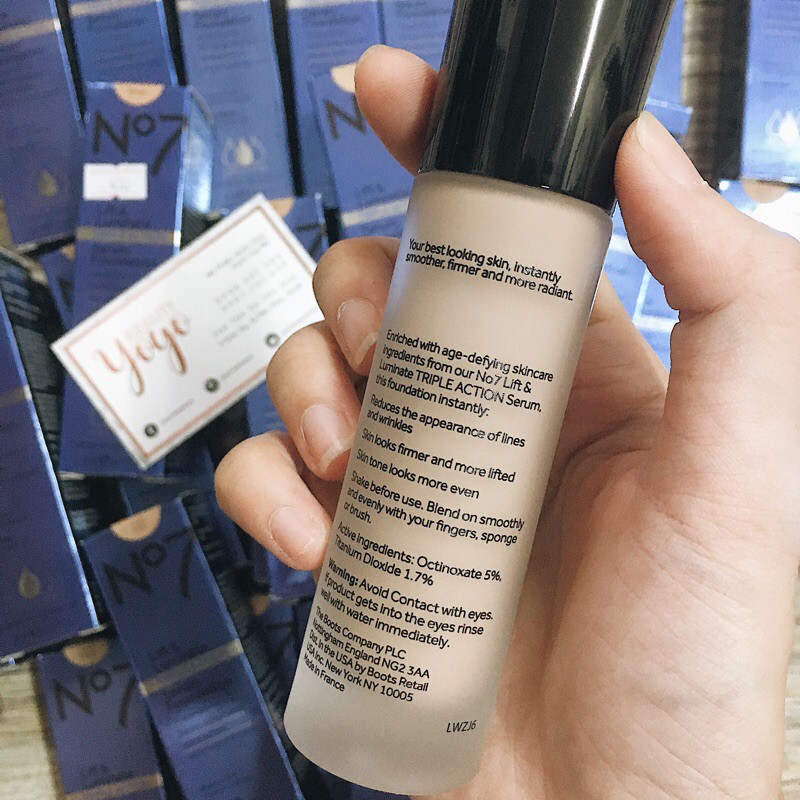 No7
No7
No7
No7
BEAUTY
Yoyo
Your best looking skin, instantly
smoother, firmer and more radiant.
Enriched with age-defying skincare
ingredients from our No7 Lift &
Luminate TRIPLE ACTION Serum,
this foundation instantly:
Reduces the appearance of lines
and wrinkles
Skin looks firmer and more lifted
Skin tone looks more even
Shake before use. Blend on smoothly
and evenly with your fingers, sponge
or brush.
Active ingredients: Octinoxate 5%,
Titanium Dioxide 1.7%
Warning: Avoid Contact with eyes.
If product gets into the eyes rinse
well with water immediately.
The Boots Company PLC
Nottingham England NG2 3AA
Dist. in the USA by Boots Retail
USA Inc. New York NY 10005
Made in France
LWZJ6